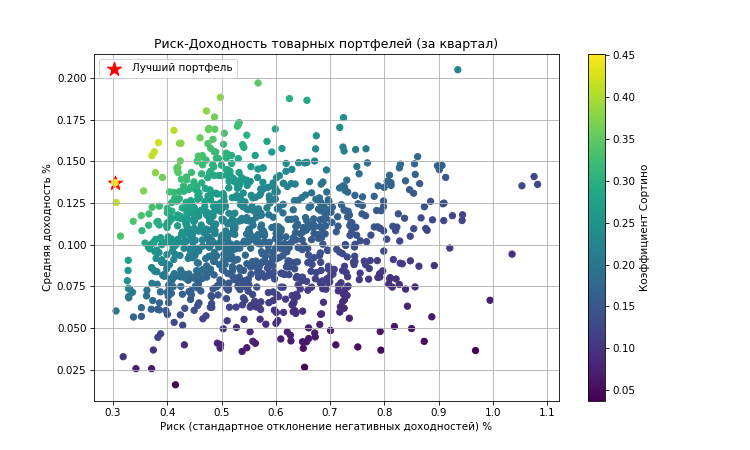 Риск-Доходность товарных портфелей (за квартал)
Лучший портфель
Средняя доходность %
0.200
0.175
0.150
0.125
0.100
0.075
0.050
0.025
0.3 0.4 0.5 0.6 0.7 0.8 0.9 1.0 1.1
Риск (стандартное отклонение негативных доходностей) %
0.45
0.40
0.35
0.30
0.25
0.20
0.15
0.10
0.05
Коэффициент Сортино